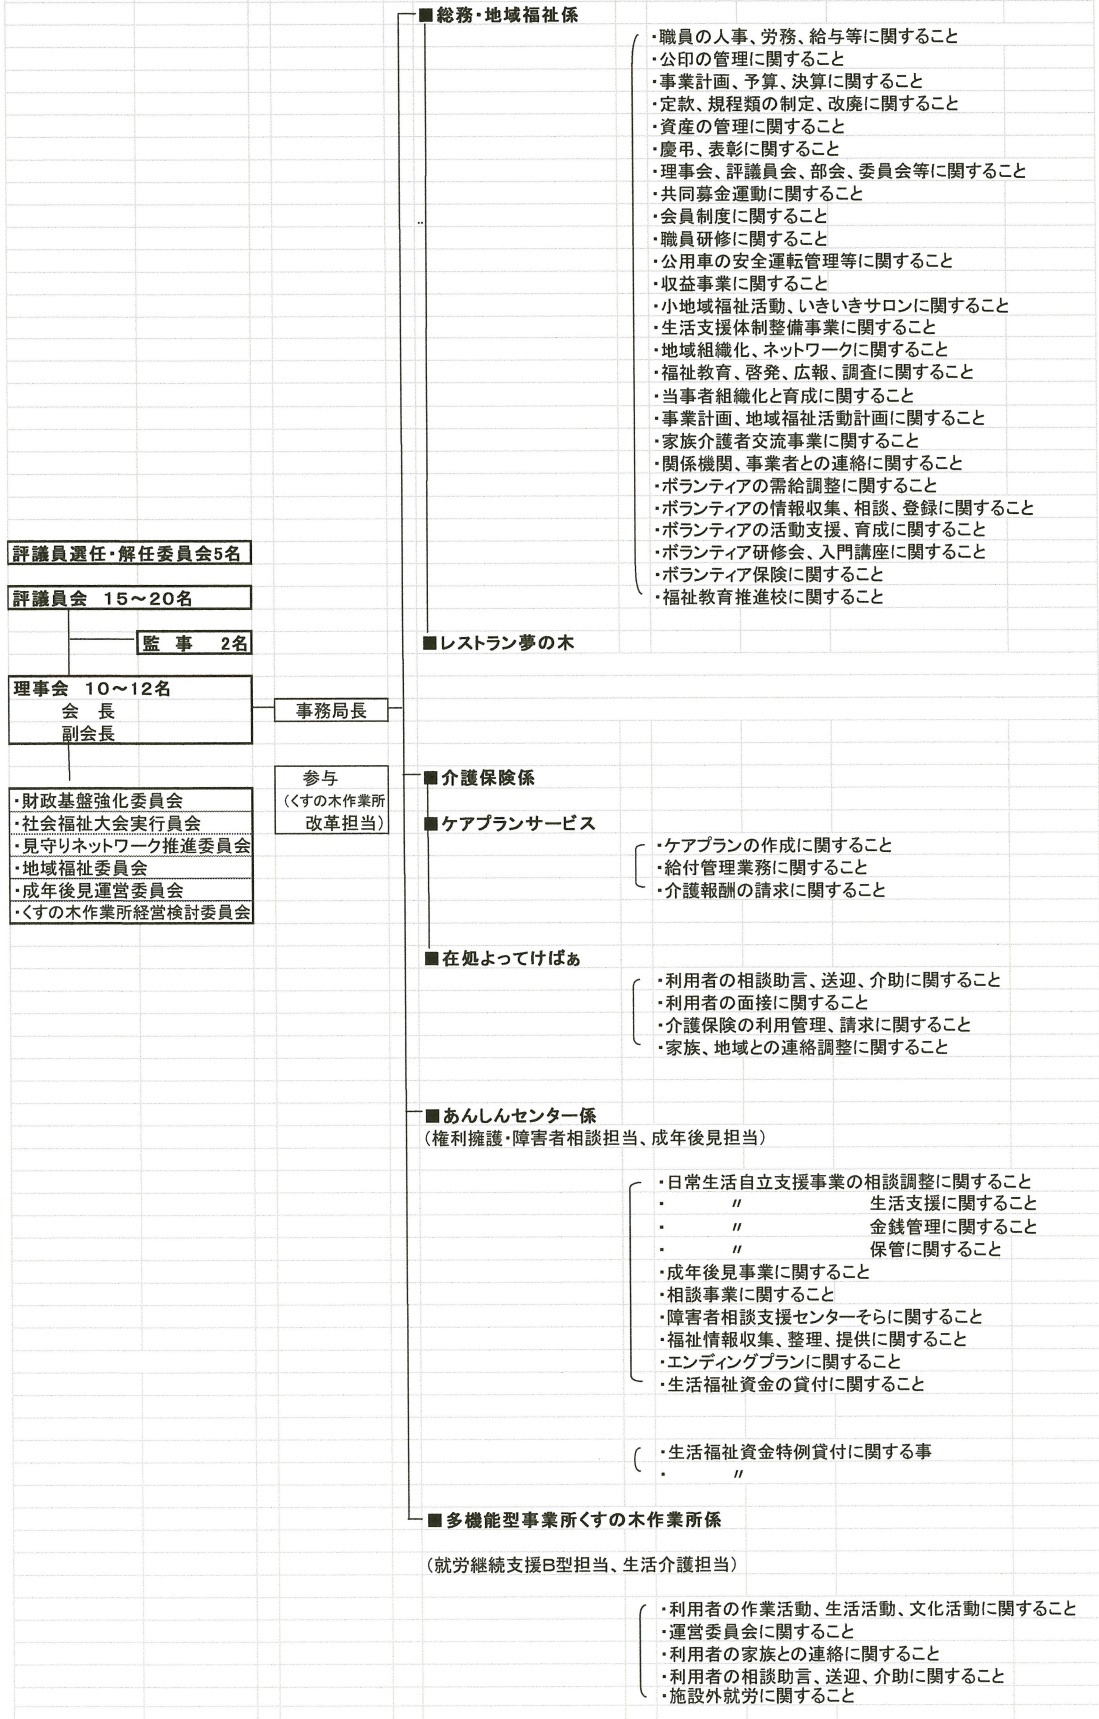 ■総務・地域福祉係
・職員の人事、労務、給与等に関すること
・公印の管理に関すること
・事業計画、予算、決算に関すること
・定款、規程類の制定、改廃に関すること
・資産の管理に関すること
・慶弔、表彰に関すること
・理事会、評議員会、部会、委員会等に関すること
・共同募金運動に関すること
・会員制度に関すること
・職員研修に関すること
・公用車の安全運転管理等に関すること
・収益事業に関すること
・小地域福祉活動、いきいきサロンに関すること
・生活支援体制整備事業に関すること
・地域組織化、ネットワークに関すること
・福祉教育、啓発、広報、調査に関すること
・当事者組織化と育成に関すること
・事業計画、地域福祉活動計画に関すること
・家族介護者交流事業に関すること
・関係機関、事業者との連絡に関すること
・ボランティアの需給調整に関すること
・ボランティアの情報収集、相談、登録に関すること
・ボランティアの活動支援、育成に関すること
・ボランティア研修会、入門講座に関すること
・ボランティア保険に関すること
・福祉教育推進校に関すること
評議員選任・解任委員会5名
評議員会 15～20名
監 事 2名
理事会 10～12名
会 長
副会長
・財政基盤強化委員会
・社会福祉大会実行員会
・見守りネットワーク推進委員会
・地域福祉委員会
・成年後見運営委員会
・くすの木作業所経営検討委員会
事務局長
参与
（くすの木作業所
改革担当）
■レストラン夢の木
■介護保険係
■ケアプランサービス
・ケアプランの作成に関すること
・給付管理業務に関すること
・介護報酬の請求に関すること
■在処よってけばぁ
・利用者の相談助言、送迎、介助に関すること
・利用者の面接に関すること
・介護保険の利用管理、請求に関すること
・家族、地域との連絡調整に関すること
■あんしんセンター係
（権利擁護・障害者相談担当、成年後見担当）
・日常生活自立支援事業の相談調整に関すること
・ 〃 生活支援に関すること
・ 〃 金銭管理に関すること
・ 〃 保管に関すること
・成年後見事業に関すること
・相談事業に関すること
・障害者相談支援センターそらに関すること
・福祉情報収集、整理、提供に関すること
・エンディングプランに関すること
・生活福祉資金の貸付に関すること
・生活福祉資金特例貸付に関する事
・ 〃
■多機能型事業所くすの木作業所係
（就労継続支援B型担当、生活介護担当）
・利用者の作業活動、生活活動、文化活動に関すること
・運営委員会に関すること
・利用者の家族との連絡に関すること
・利用者の相談助言、送迎、介助に関すること
・施設外就労に関すること